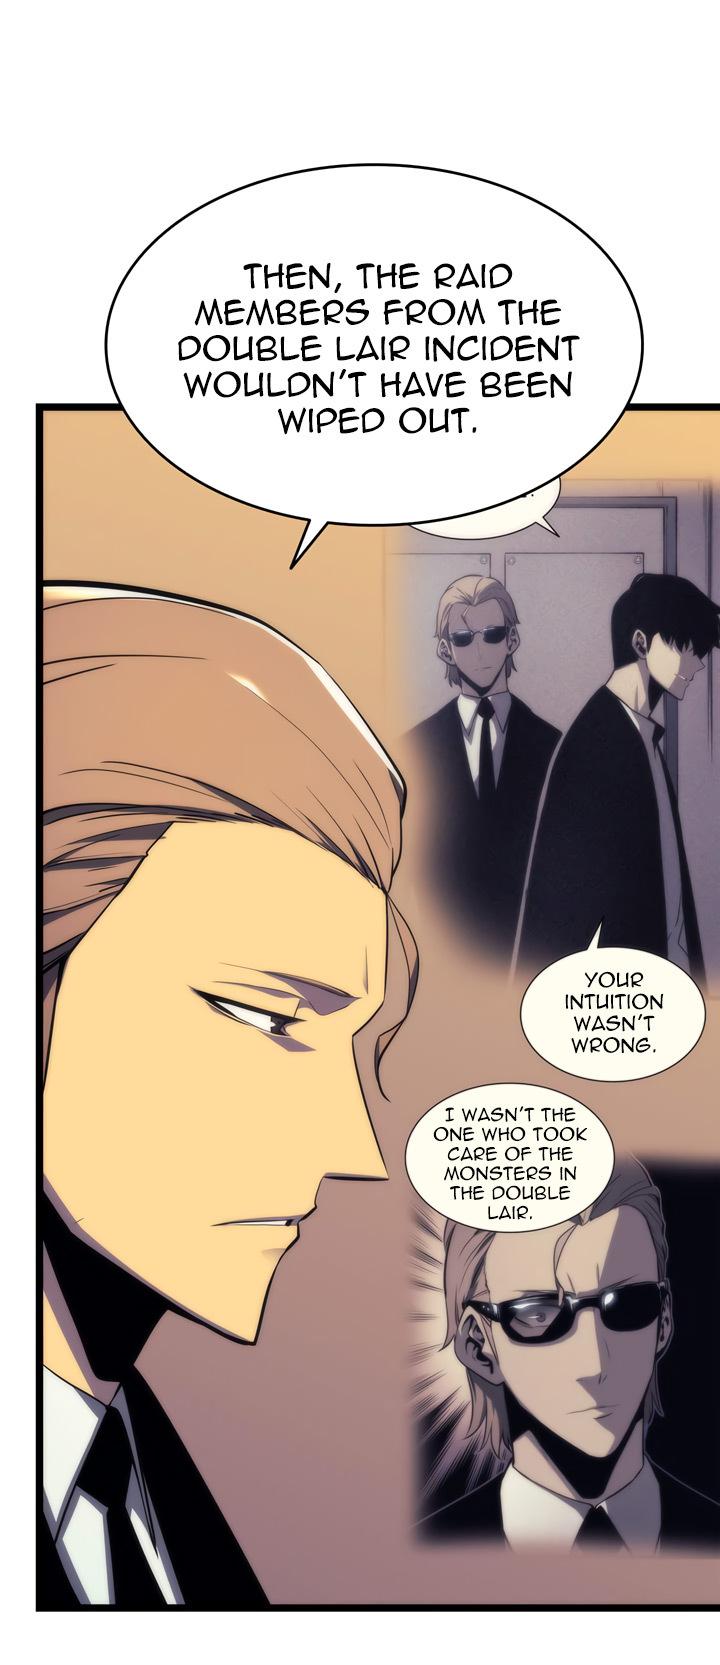 THEN, THE RAID
MEMBERS FROM THE
DOUBLE LAIR INCIDENT
WOULDN'T HAVE BEEN
WIPED OUT.
YOUR
INTUITION
WASN'T
WRONG.
I WASN'T THE
ONE WHO TOOK
CARE OF THE
MONSTERS IN
THE DOUBLE
LAIR.